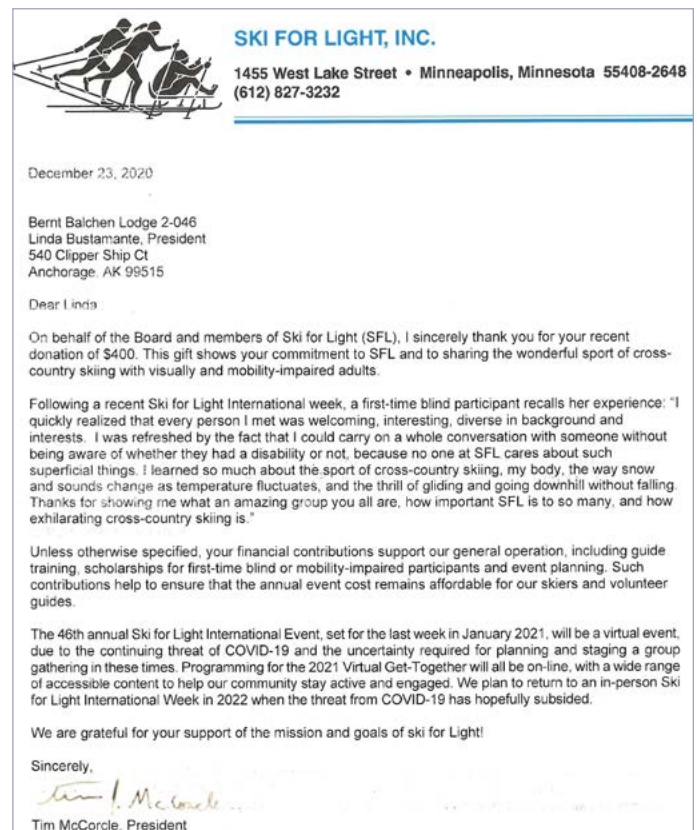 SKI FOR LIGHT, INC.
1455 West Lake Street • Minneapolis, Minnesota 55408-2648
(612) 827-3232
December 23, 2020
Bernt Balchen Lodge 2-046
Linda Bustamante, President
540 Clipper Ship Ct
Anchorage, AK 99515
Dear Linda
On behalf of the Board and members of Ski for Light (SFL), I sincerely thank you for your recent
donation of $400. This gift shows your commitment to SFL and to sharing the wonderful sport of cross-
country skiing with visually and mobility-impaired adults.
Following a recent Ski for Light International week, a first-time blind participant recalls her experience: "I
quickly realized that every person I met was welcoming, interesting, diverse in background and
interests. I was refreshed by the fact that I could carry on a whole conversation with someone without
being aware of whether they had a disability or not, because no one at SFL cares about such
superficial things. I learned so much about the sport of cross-country skiing, my body, the way snow
and sounds change as temperature fluctuates, and the thrill of gliding and going downhill without falling.
Thanks for showing me what an amazing group you all are, how important SFL is to so many, and how
exhilarating cross-country skiing is."
Unless otherwise specified, your financial contributions support our general operation, including guide
training, scholarships for first-time blind or mobility-impaired participants and event planning. Such
contributions help to ensure that the annual event cost remains affordable for our skiers and volunteer
guides.
The 46th annual Ski for Light International Event, set for the last week in January 2021, will be a virtual event,
due to the continuing threat of COVID-19 and the uncertainty required for planning and staging a group
gathering in these times. Programming for the 2021 Virtual Get-Together will all be on-line, with a wide range
of accessible content to help our community stay active and engaged. We plan to return to an in-person Ski
for Light International Week in 2022 when the threat from COVID-19 has hopefully subsided.
We are grateful for your support of the mission and goals of ski for Light!
Sincerely,
Tim J. McCorcle
Tim McCorcle, President